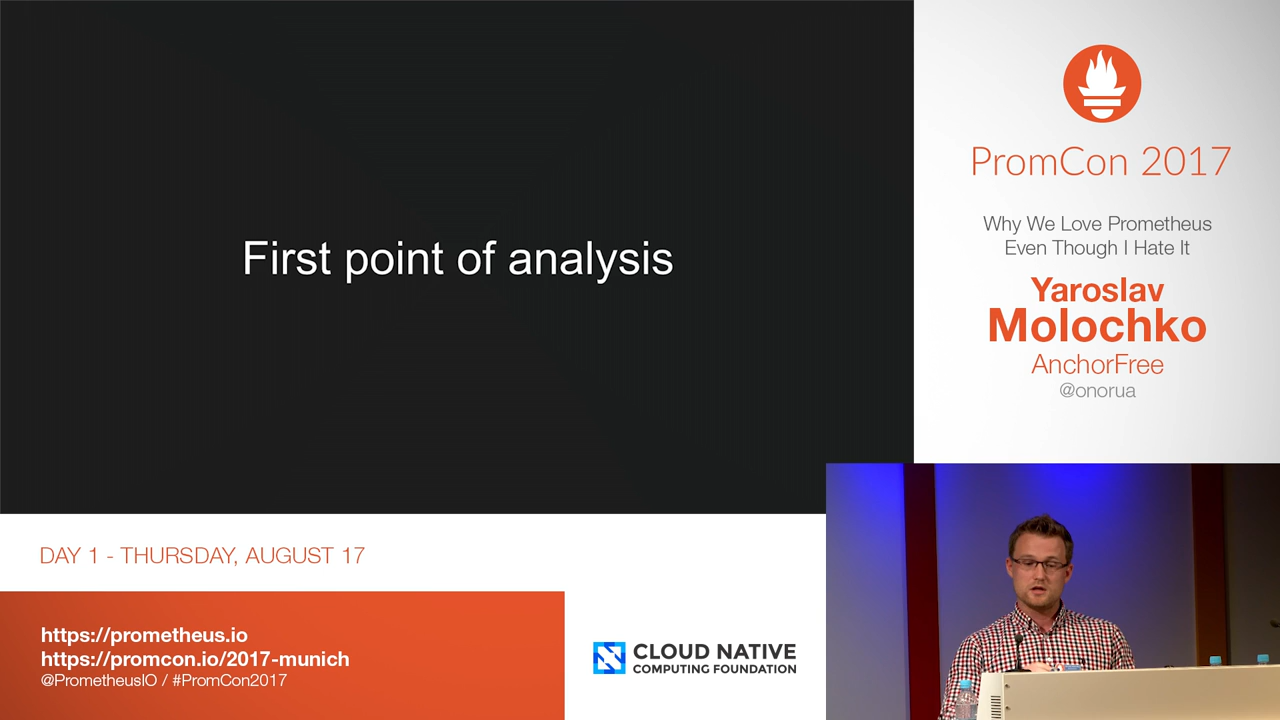 First point of analysis
PromCon 2017
Why We Love Prometheus
Even Though I Hate It
Yaroslav
Molochko
AnchorFree
@onorua
DAY 1 - THURSDAY, AUGUST 17
https://prometheus.io
https://promcon.io/2017-munich
@PrometheusIO / #PromCon2017
CLOUD NATIVE
COMPUTING FOUNDATION